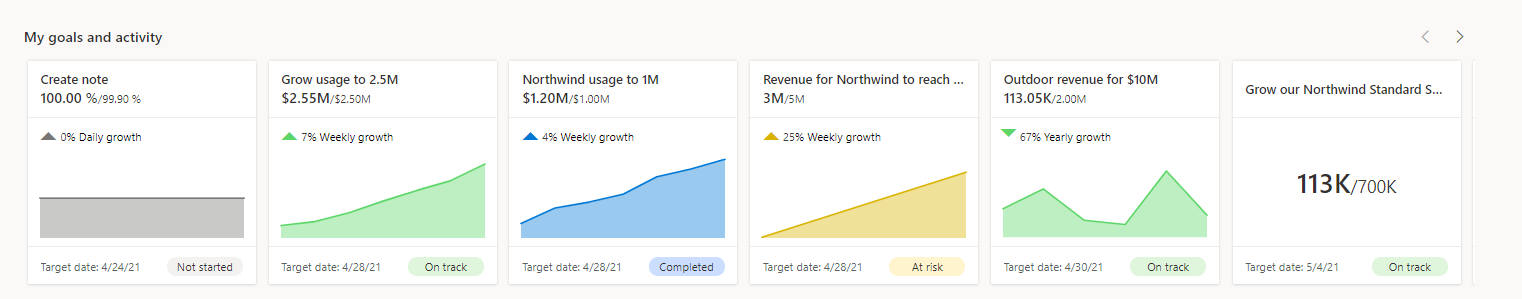 My goals and activity
Create note
100.00 %/99.90 %
0% Daily growth
Target date: 4/24/21
Not started
Grow usage to 2.5M
$2.55M/$2.50M
7% Weekly growth
Target date: 4/28/21
On track
Northwind usage to 1M
$1.20M/$1.00M
4% Weekly growth
Target date: 4/28/21
Completed
Revenue for Northwind to reach ...
3M/5M
25% Weekly growth
Target date: 4/28/21
At risk
Outdoor revenue for $10M
113.05K/2.00M
67% Yearly growth
Target date: 4/30/21
On track
Grow our Northwind Standard S...
113K/700K
Target date: 5/4/21
On track